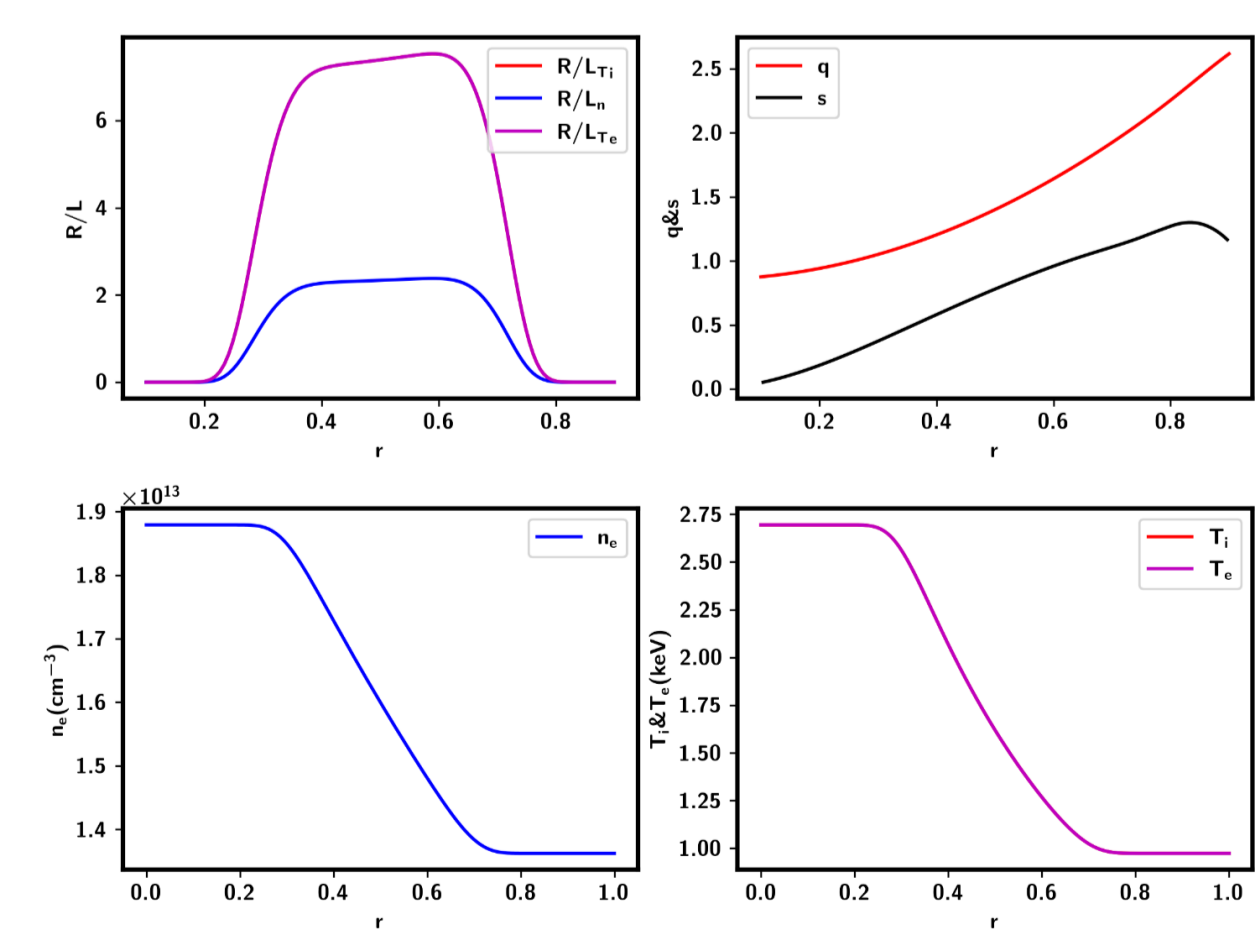 R/L_{T_i}
R/L_n
R/L_{T_e}
6
4
2
0
R/L
0.2 0.4 0.6 0.8
r
q
s
2.5
2.0
1.5
1.0
0.5
0.0
q&s
0.2 0.4 0.6 0.8
r
×10^{13}
n_e
1.9
1.8
1.7
1.6
1.5
1.4
n_e(cm^{−3})
0.0 0.2 0.4 0.6 0.8 1.0
r
T_i
T_e
2.75
2.50
2.25
2.00
1.75
1.50
1.25
1.00
T_i&T_e(keV)
0.0 0.2 0.4 0.6 0.8 1.0
r